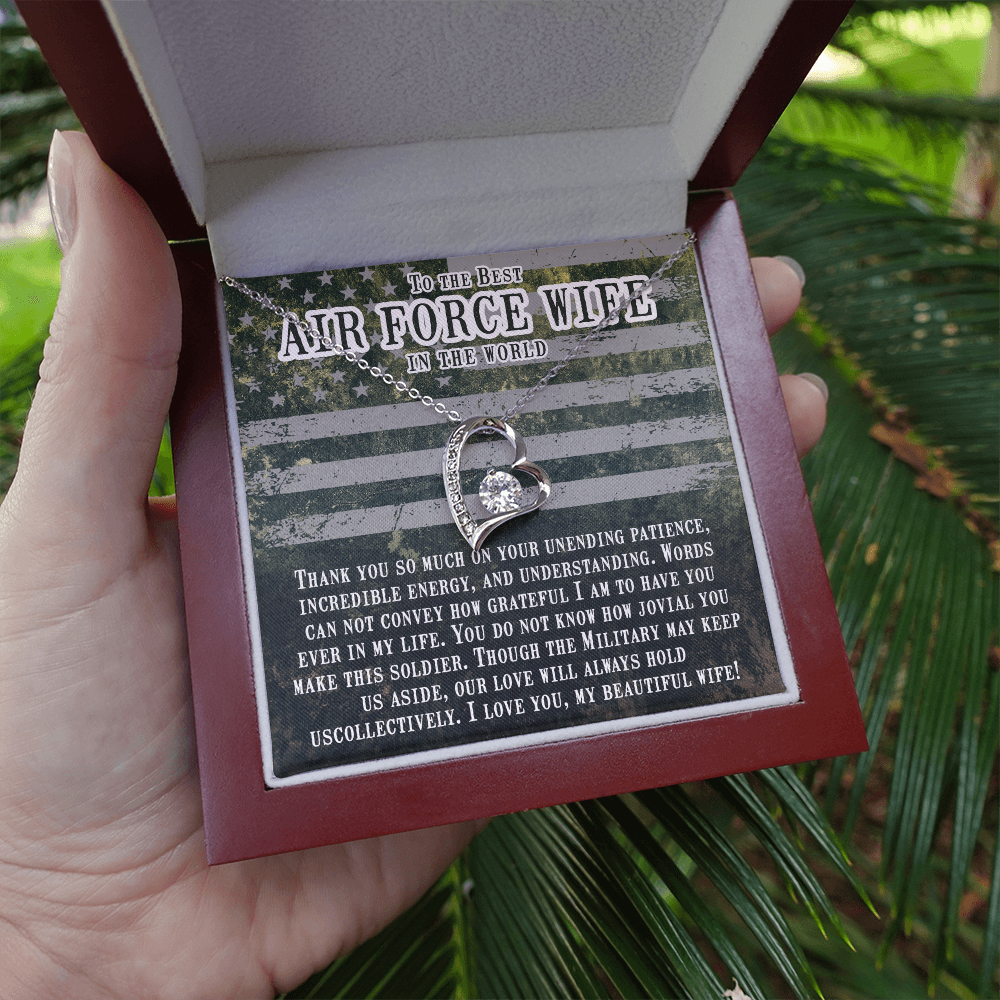 To the Best
Air Force Wife
in the world
Thank you so much on your unending patience,
incredible energy, and understanding. Words
can not convey how grateful I am to have you
ever in my life. You do not know how jovial you
make this soldier. Though the Military may keep
us aside, our love will always hold
uscollectively. I love you, my beautiful wife!